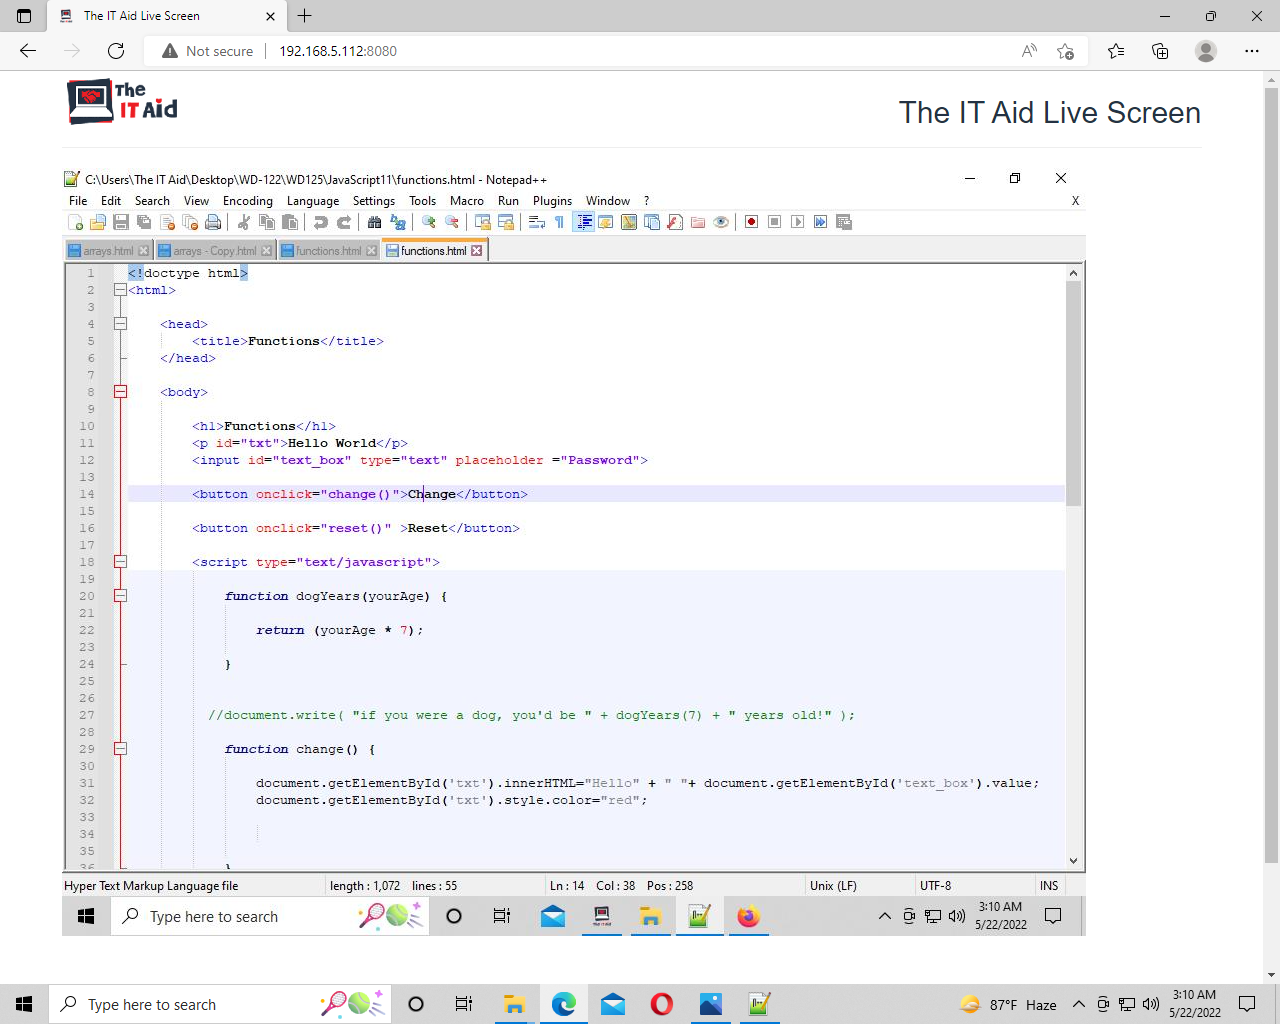 The IT Aid Live Screen
Not secure 192.168.5.112:8080
The IT Aid
The IT Aid Live Screen
C:\Users\The IT Aid\Desktop\WD-122\WD125\JavaScript11\functions.html - Notepad++
File Edit Search View Encoding Language Settings Tools Macro Run Plugins Window ? X
arrays.html arrays - Copy.html functions.html functions.html
1 <!doctype html>
2 <html>
3
4 <head>
5 <title>Functions</title>
6 </head>
7
8 <body>
9
10 <h1>Functions</h1>
11 <p id="txt">Hello World</p>
12 <input id="text_box" type="text" placeholder ="Password">
13
14 <button onclick="change()">Change</button>
15
16 <button onclick="reset()" >Reset</button>
17
18 <script type="text/javascript">
19
20 function dogYears(yourAge) {
21
22 return (yourAge * 7);
23
24 }
25
26
27 //document.write( "if you were a dog, you'd be " + dogYears(7) + " years old!" );
28
29 function change() {
30
31 document.getElementById('txt').innerHTML="Hello" + " "+ document.getElementById('text_box').value;
32 document.getElementById('txt').style.color="red";
33
34
35
36 }
Hyper Text Markup Language file length : 1,072 lines : 55 Ln : 14 Col : 38 Pos : 258 Unix (LF) UTF-8 INS
Type here to search 3:10 AM
5/22/2022
Type here to search 87°F Haze 3:10 AM
5/22/2022